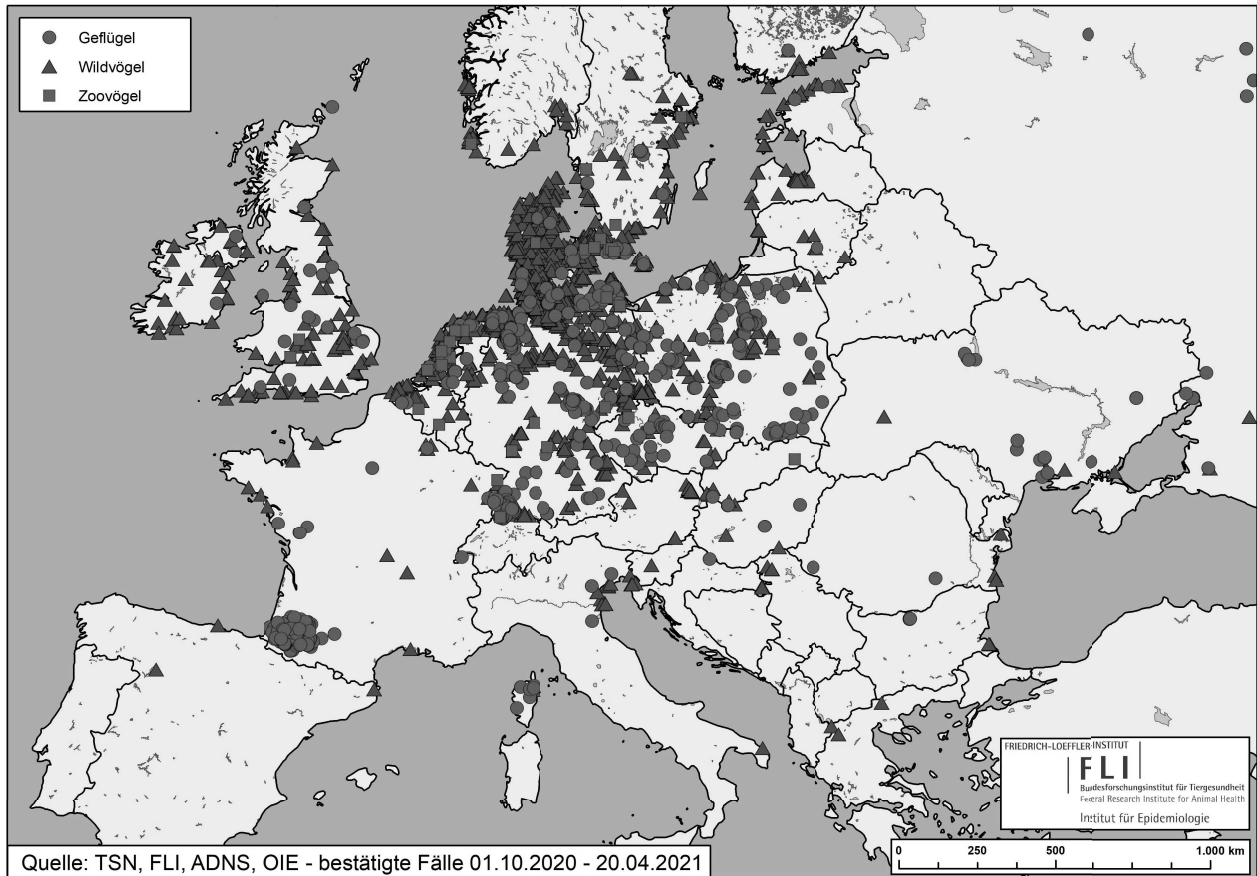 Geflügel
Wildvögel
Zoovögel
FRIEDRICH-LOEFFLER-INSTITUT
FLI
Bundesforschungsinstitut für Tiergesundheit
Federal Research Institute for Animal Health
Institut für Epidemiologie
Quelle: TSN, FLI, ADNS, OIE - bestätigte Fälle 01.10.2020 - 20.04.2021
0 250 500 1.000 km